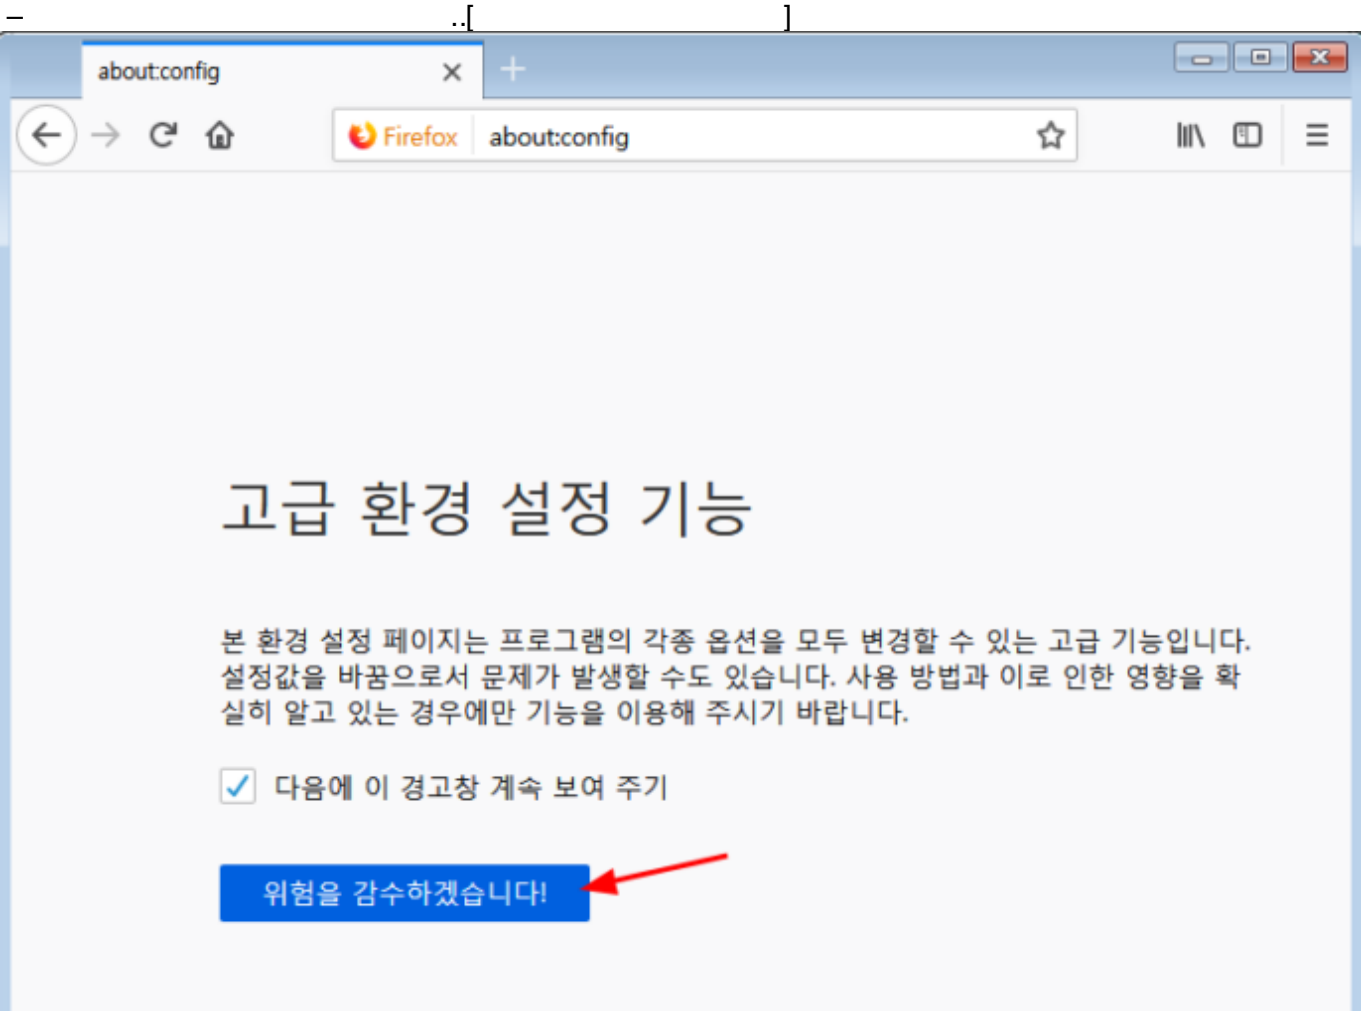 – ..[ ]
about:config
Firefox about:config
고급 환경 설정 기능
본 환경 설정 페이지는 프로그램의 각종 옵션을 모두 변경할 수 있는 고급 기능입니다.
설정값을 바꿈으로서 문제가 발생할 수도 있습니다. 사용 방법과 이로 인한 영향을 확
실히 알고 있는 경우에만 기능을 이용해 주시기 바랍니다.
다음에 이 경고창 계속 보여 주기
위험을 감수하겠습니다!